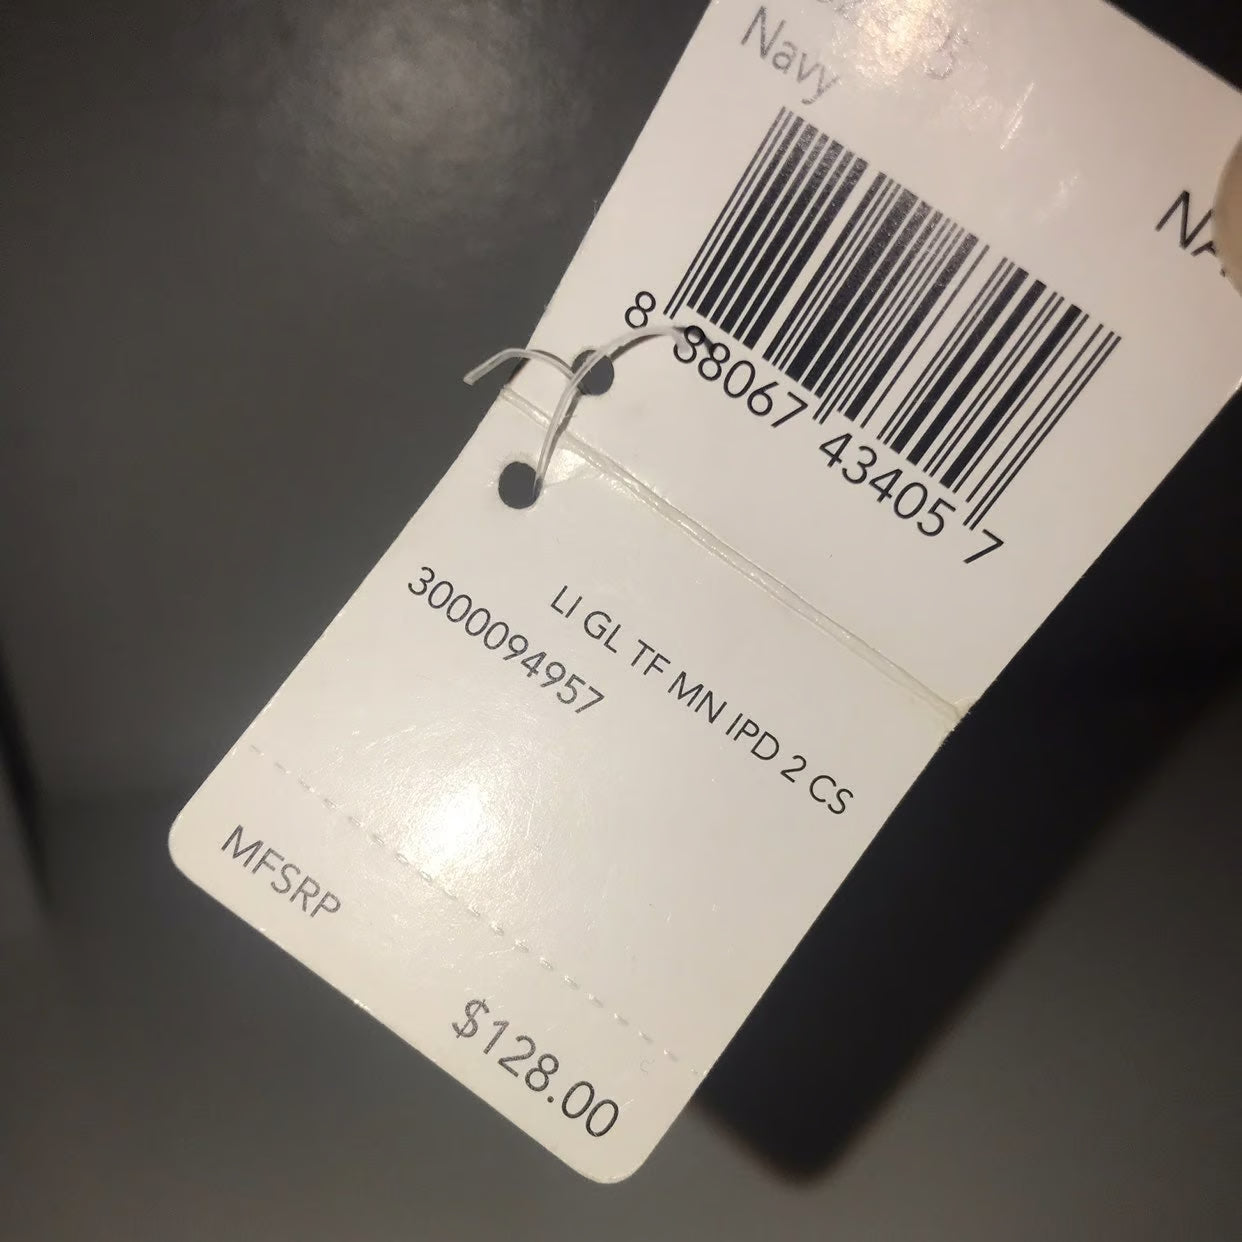 Navy
8 88067 43405 7
LI GL TF MN IPD 2 CS
3000094957
MFSRP
$128.00